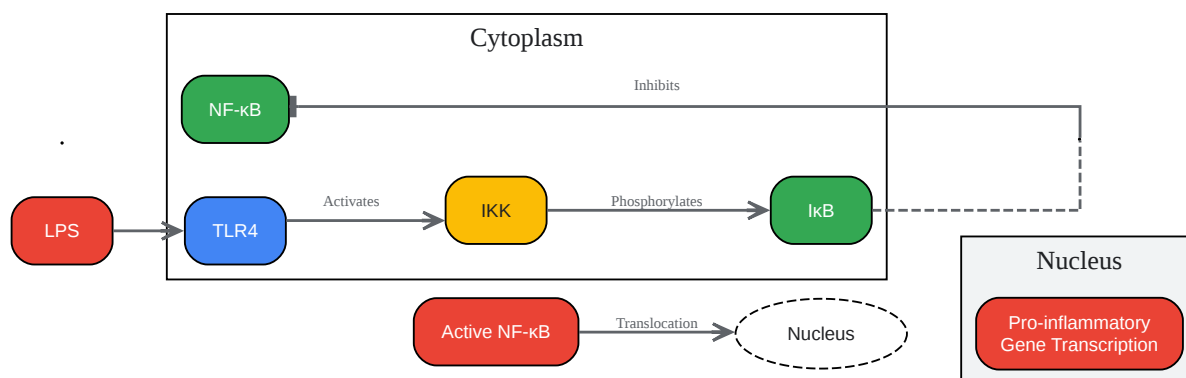 Cytoplasm
Inhibits
NF-κB
LPS
TLR4
Activates
IKK
Phosphorylates
IκB
Nucleus
Active NF-κB
Translocation
Nucleus
Pro-inflammatory
Gene Transcription